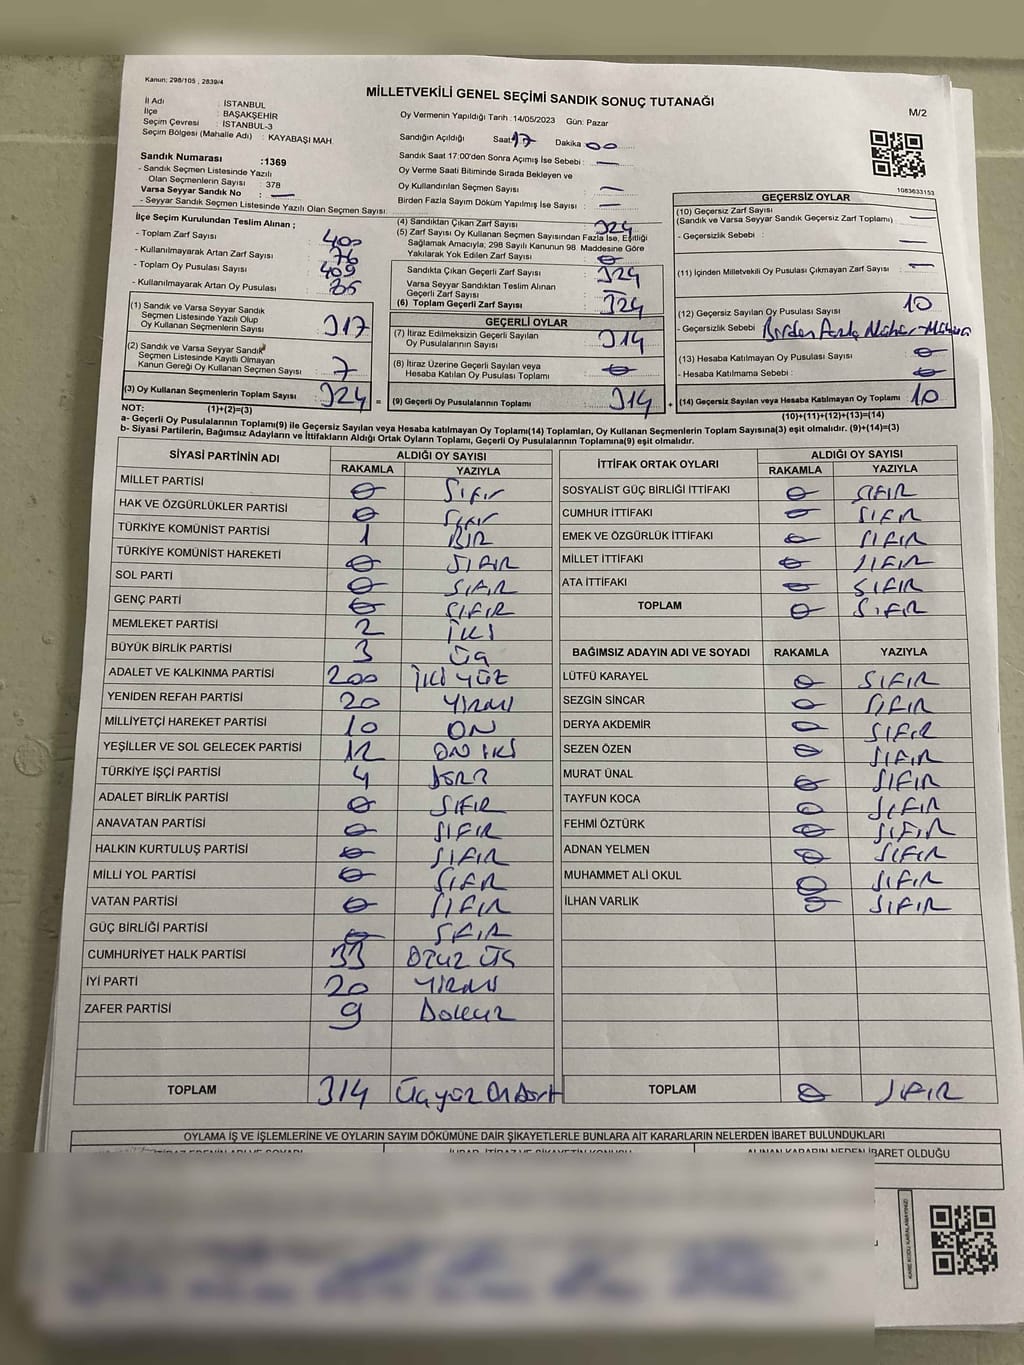 Kanun: 298/105 , 2839/4
MİLLETVEKİLİ GENEL SEÇİMİ SANDIK SONUÇ TUTANAĞI
M/2
İl Adı : İSTANBUL
İlçe : BAŞAKŞEHİR
Seçim Çevresi : İSTANBUL-3
Seçim Bölgesi (Mahalle Adı) : KAYABAŞI MAH.
Sandık Numarası :1369
- Sandık Seçmen Listesinde Yazılı
Olan Seçmenlerin Sayısı : 378
Varsa Seyyar Sandık No : —
- Seyyar Sandık Seçmen Listesinde Yazılı Olan Seçmen Sayısı:
İlçe Seçim Kurulundan Teslim Alınan ;
- Toplam Zarf Sayısı : 400
- Kullanılmayarak Artan Zarf Sayısı : 76
- Toplam Oy Pusulası Sayısı : 409
- Kullanılmayarak Artan Oy Pusulası : 85
(1) Sandık ve Varsa Seyyar Sandık
Seçmen Listesinde Yazılı Olup
Oy Kullanan Seçmenlerin Sayısı : 317
(2) Sandık ve Varsa Seyyar Sandık
Seçmen Listesinde Kayıtlı Olmayan
Kanun Gereği Oy Kullanan Seçmen Sayısı : 7
(3) Oy Kullanan Seçmenlerin Toplam Sayısı : 324 =
Oy Vermenin Yapıldığı Tarih : 14/05/2023 Gün: Pazar
Sandığın Açıldığı Saat 17 Dakika 00
Sandık Saat 17:00'den Sonra Açımış İse Sebebi : —
Oy Verme Saati Bitiminde Sırada Bekleyen ve
Oy Kullandırılan Seçmen Sayısı : —
Birden Fazla Sayım Döküm Yapılmış İse Sayısı : —
(4) Sandıktan Çıkan Zarf Sayısı : 324
(5) Zarf Sayısı Oy Kullanan Seçmen Sayısından Fazla İse, Eşitliği
Sağlamak Amacıyla; 298 Sayılı Kanunun 98. Maddesine Göre
Yakılarak Yok Edilen Zarf Sayısı : 0
Sandıkta Çıkan Geçerli Zarf Sayısı : 324
Varsa Seyyar Sandıktan Teslim Alınan
Geçerli Zarf Sayısı :
(6) Toplam Geçerli Zarf Sayısı : 324
GEÇERLİ OYLAR
(7) İtiraz Edilmeksizin Geçerli Sayılan
Oy Pusulalarının Sayısı : 314
(8) İtiraz Üzerine Geçerli Sayılan veya
Hesaba Katılan Oy Pusulası Toplamı : 0
(9) Geçerli Oy Pusulalarının Toplamı : 314 +
1083633153
GEÇERSİZ OYLAR
(10) Geçersiz Zarf Sayısı
(Sandık ve Varsa Seyyar Sandık Geçersiz Zarf Toplamı) : —
- Geçersizlik Sebebi : —
(11) İçinden Milletvekili Oy Pusulası Çıkmayan Zarf Sayısı : —
(12) Geçersiz Sayılan Oy Pusulası Sayısı : 10
- Geçersizlik Sebebi : Birden Fazla
(13) Hesaba Katılmayan Oy Pusulası Sayısı : 0
- Hesaba Katılmama Sebebi : 0
(14) Geçersiz Sayılan veya Hesaba Katılmayan Oy Toplamı : 10
NOT: (1)+(2)=(3)
(10)+(11)+(12)+(13)=(14)
a- Geçerli Oy Pusulalarının Toplamı(9) ile Geçersiz Sayılan veya Hesaba katılmayan Oy Toplamı(14) Toplamları, Oy Kullanan Seçmenlerin Toplam Sayısına(3) eşit olmalıdır. (9)+(14)=(3)
b- Siyasi Partilerin, Bağımsız Adayların ve İttifakların Aldığı Ortak Oyların Toplamı, Geçerli Oy Pusulalarının Toplamına(9) eşit olmalıdır.
SİYASİ PARTİNİN ADI ALDIĞI OY SAYISI
RAKAMLA YAZIYLA
MİLLET PARTİSİ 0 Sıfır
HAK VE ÖZGÜRLÜKLER PARTİSİ 0 Sıfır
TÜRKİYE KOMÜNİST PARTİSİ 1 BİR
TÜRKİYE KOMÜNİST HAREKETİ 0 SIFIR
SOL PARTİ 0 SIFIR
GENÇ PARTİ 0 SIFIR
MEMLEKET PARTİSİ 2 İKİ
BÜYÜK BİRLİK PARTİSİ 3 ÜÇ
ADALET VE KALKINMA PARTİSİ 200 İKİ YÜZ
YENİDEN REFAH PARTİSİ 20 YİRMİ
MİLLİYETÇİ HAREKET PARTİSİ 10 ON
YEŞİLLER VE SOL GELECEK PARTİSİ 12 ON İKİ
TÜRKİYE İŞÇİ PARTİSİ 4 DÖRT
ADALET BİRLİK PARTİSİ 0 SIFIR
ANAVATAN PARTİSİ 0 SIFIR
HALKIN KURTULUŞ PARTİSİ 0 SIFIR
MİLLİ YOL PARTİSİ 0 SIFIR
VATAN PARTİSİ 0 SIFIR
GÜÇ BİRLİĞİ PARTİSİ 0 SIFIR
CUMHURİYET HALK PARTİSİ 33 OTUZ ÜÇ
İYİ PARTİ 20 YİRMİ
ZAFER PARTİSİ 9 DOKUZ
TOPLAM 314 Üçyüz On Dört
İTTİFAK ORTAK OYLARI ALDIĞI OY SAYISI
RAKAMLA YAZIYLA
SOSYALİST GÜÇ BİRLİĞİ İTTİFAKI 0 SIFIR
CUMHUR İTTİFAKI 0 SIFIR
EMEK VE ÖZGÜRLÜK İTTİFAKI 0 SIFIR
MİLLET İTTİFAKI 0 SIFIR
ATA İTTİFAKI 0 SIFIR
TOPLAM 0 SIFIR
BAĞIMSIZ ADAYIN ADI VE SOYADI RAKAMLA YAZIYLA
LÜTFÜ KARAYEL 0 SIFIR
SEZGİN SİNCAR 0 SIFIR
DERYA AKDEMİR 0 SIFIR
SEZEN ÖZEN 0 SIFIR
MURAT ÜNAL 0 SIFIR
TAYFUN KOCA 0 SIFIR
FEHMİ ÖZTÜRK 0 SIFIR
ADNAN YELMEN 0 SIFIR
MUHAMMET ALİ OKUL 0 SIFIR
İLHAN VARLIK 0 SIFIR
TOPLAM 0 SIFIR
OYLAMA İŞ VE İŞLEMLERİNE VE OYLARIN SAYIM DÖKÜMÜNE DAİR ŞİKAYETLERLE BUNLARA AİT KARARLARIN NELERDEN İBARET BULUNDUKLARI
ALINAN KARARIN NEDEN İBARET OLDUĞU